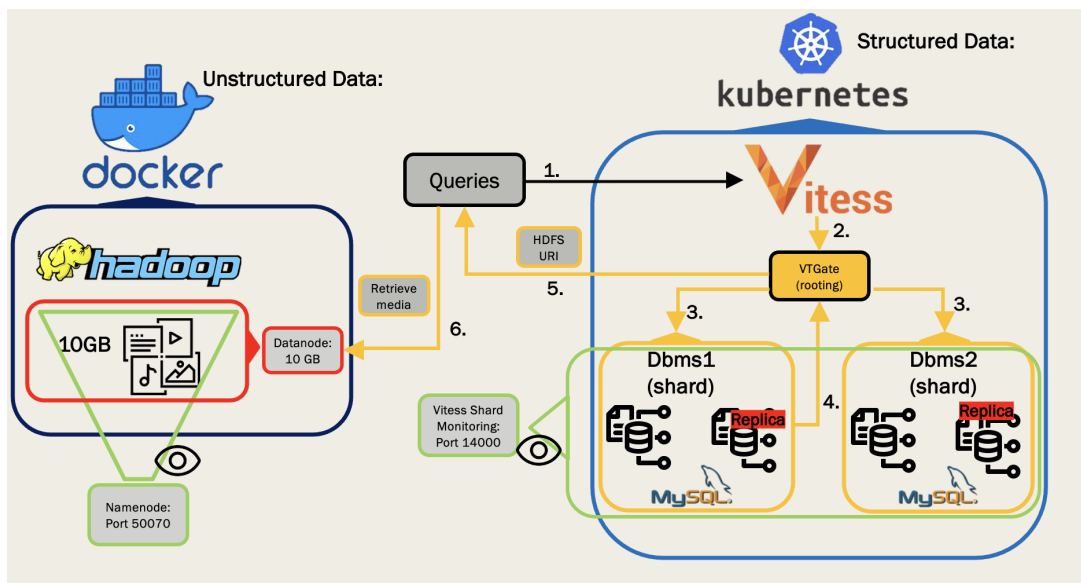 Unstructured Data:
docker
hadoop
10GB
Datanode:
10 GB
Namenode:
Port 50070
Queries
1.
HDFS
URI
5.
Retrieve
media
6.
Structured Data:
kubernetes
Vitess
2.
VTGate
(rooting)
3.
3.
Dbms1
(shard)
Replica
MySQL.
4.
Dbms2
(shard)
Replica
MySQL.
Vitess Shard
Monitoring:
Port 14000